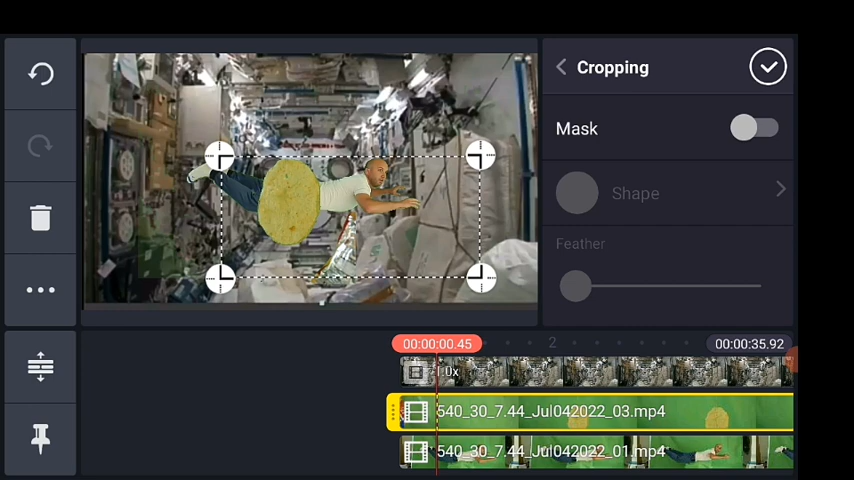 Cropping
Mask
Shape
Feather
00:00:00.45
2
00:00:35.92
1.0x
540_30_7.44_Jul042022_03.mp4
540_30_7.44_Jul042022_01.mp4